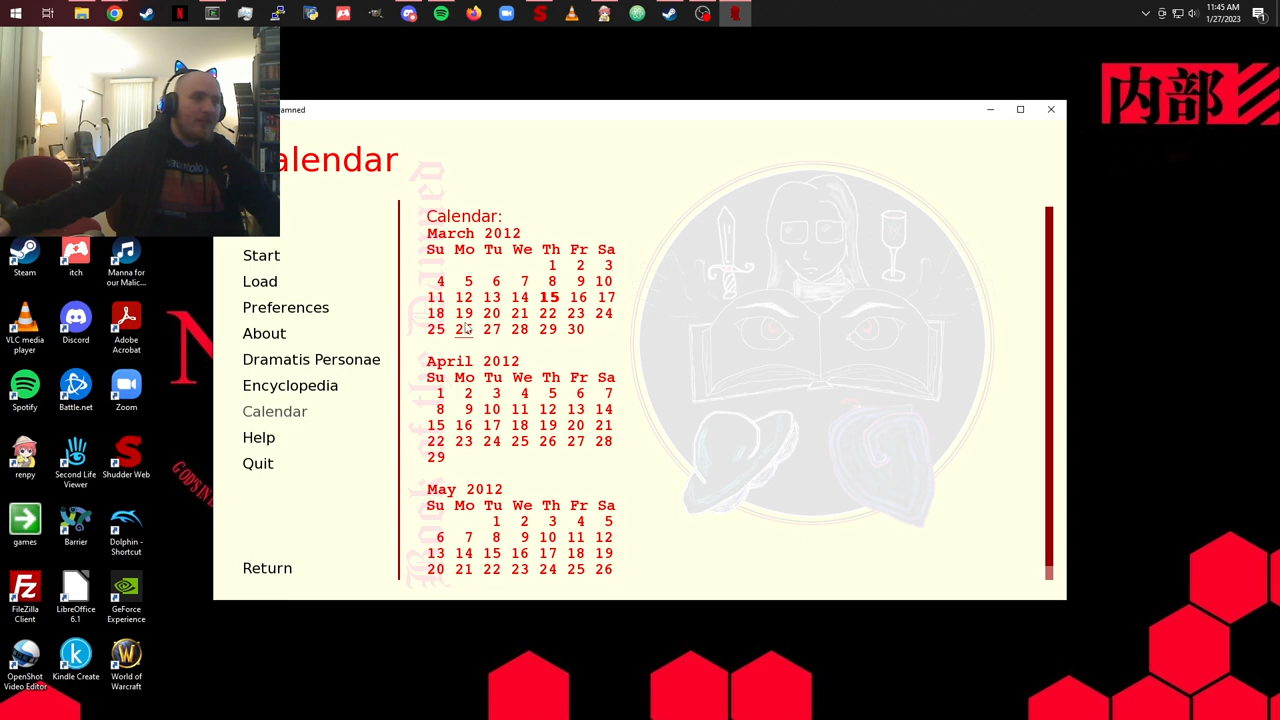 11:45 AM
1/27/2023
内部
Calendar
Start
Load
Preferences
About
Dramatis Personae
Encyclopedia
Calendar
Help
Quit
Return
Book of the Damned
Calendar:
March 2012
Su Mo Tu We Th Fr Sa
1 2 3
4 5 6 7 8 9 10
11 12 13 14 15 16 17
18 19 20 21 22 23 24
25 26 27 28 29 30
April 2012
Su Mo Tu We Th Fr Sa
1 2 3 4 5 6 7
8 9 10 11 12 13 14
15 16 17 18 19 20 21
22 23 24 25 26 27 28
29
May 2012
Su Mo Tu We Th Fr Sa
1 2 3 4 5
6 7 8 9 10 11 12
13 14 15 16 17 18 19
20 21 22 23 24 25 26
Steam
itch
Manna for
our Malic...
VLC media
player
Discord
Adobe
Acrobat
Spotify
Battle.net
Zoom
renpy
Second Life
Viewer
Shudder Web
games
Barrier
Dolphin -
Shortcut
FileZilla
Client
LibreOffice
6.1
GeForce
Experience
OpenShot
Video Editor
Kindle Create
World of
Warcraft
N
GOD'S IN